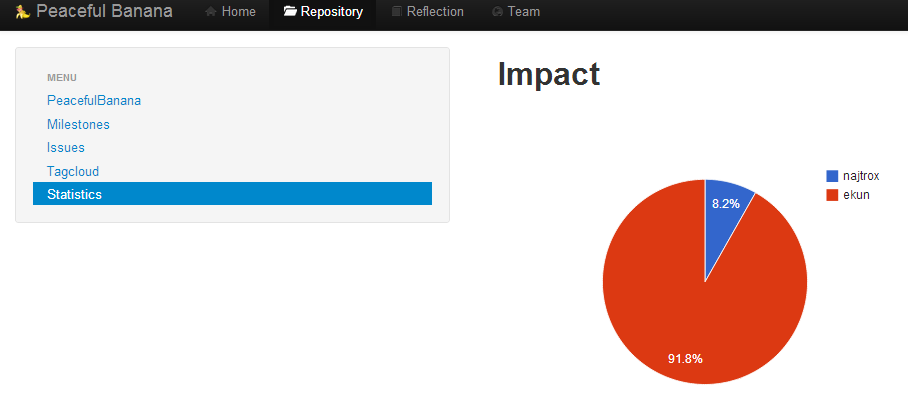 Peaceful Banana Home Repository Reflection Team
MENU
PeacefulBanana
Milestones
Issues
Tagcloud
Statistics
Impact
najtrox
ekun
8.2%
91.8%